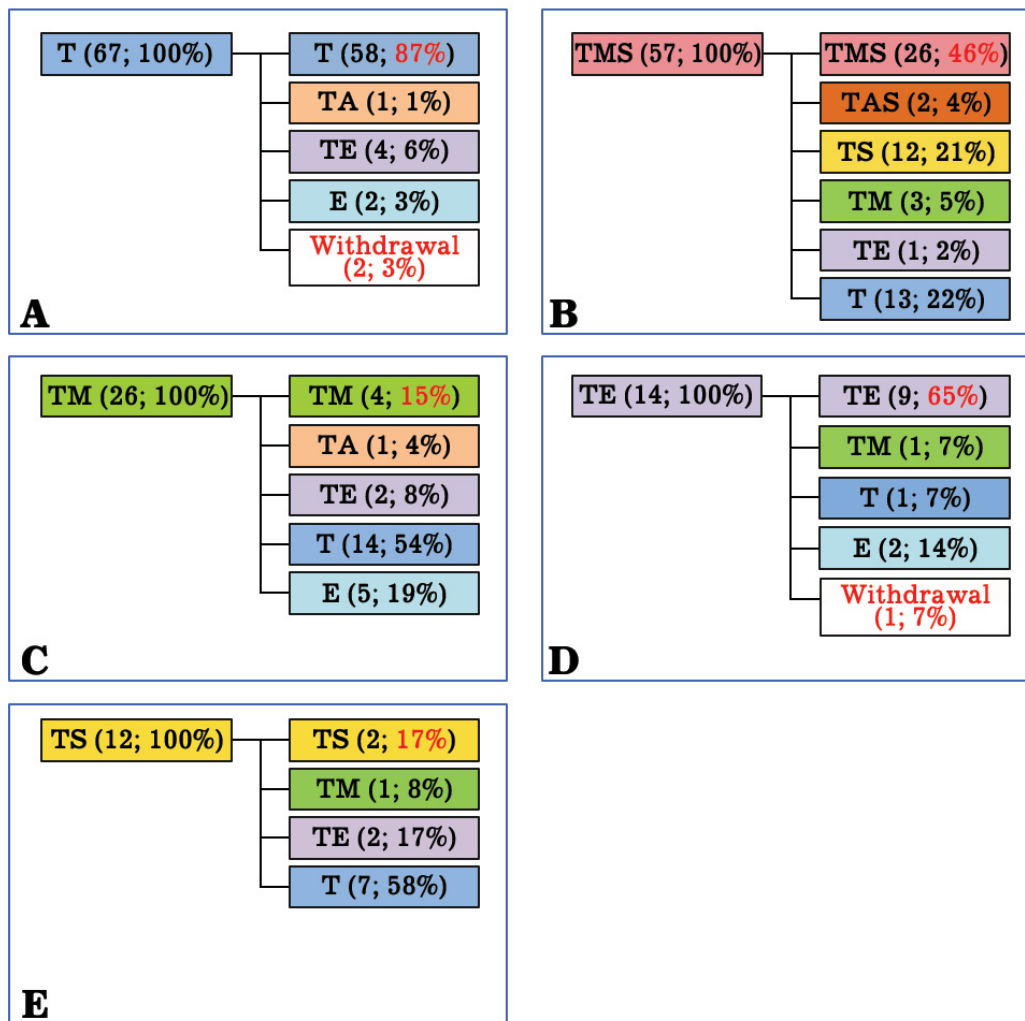 T (67; 100%)
T (58; 87%)
TA (1; 1%)
TE (4; 6%)
E (2; 3%)
Withdrawal
(2; 3%)
A
TMS (57; 100%)
TMS (26; 46%)
TAS (2; 4%)
TS (12; 21%)
TM (3; 5%)
TE (1; 2%)
T (13; 22%)
B
TM (26; 100%)
TM (4; 15%)
TA (1; 4%)
TE (2; 8%)
T (14; 54%)
E (5; 19%)
C
TE (14; 100%)
TE (9; 65%)
TM (1; 7%)
T (1; 7%)
E (2; 14%)
Withdrawal
(1; 7%)
D
TS (12; 100%)
TS (2; 17%)
TM (1; 8%)
TE (2; 17%)
T (7; 58%)
E